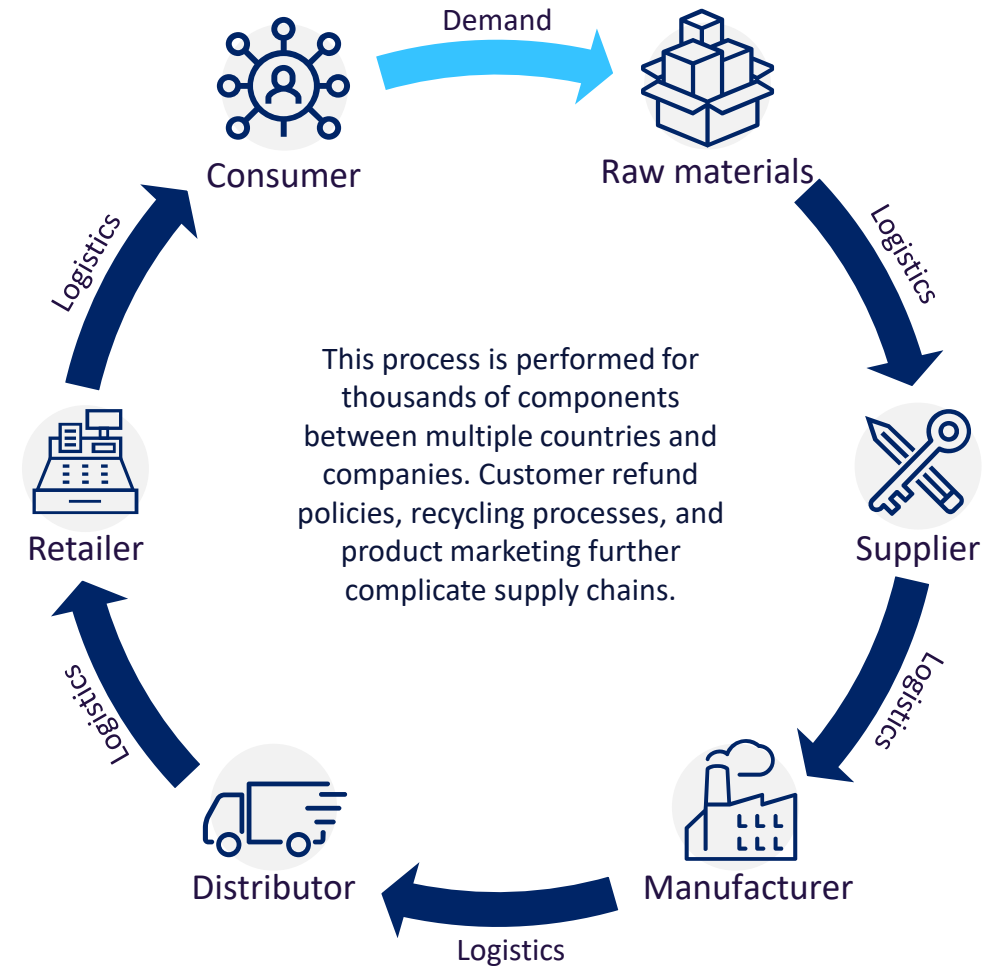 Demand
Consumer
Raw materials
Logistics
Logistics
This process is performed for
thousands of components
between multiple countries and
companies. Customer refund
policies, recycling processes, and
product marketing further
complicate supply chains.
Retailer
Supplier
Logistics
Logistics
Distributor
Manufacturer
Logistics